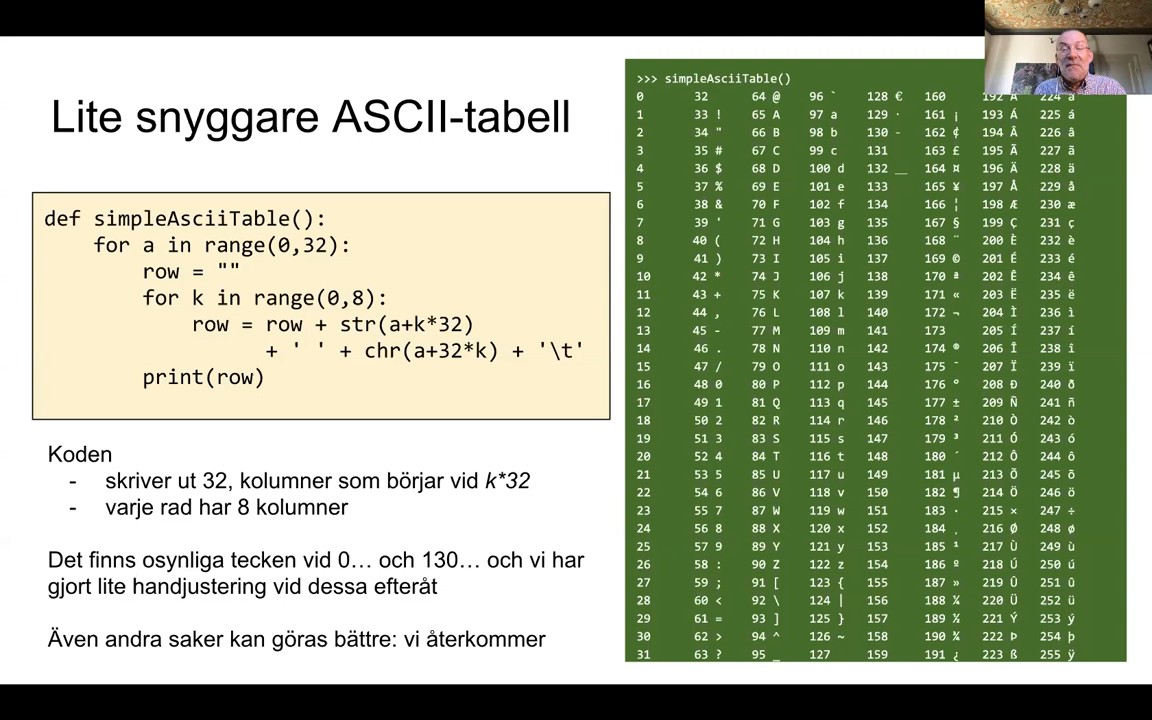 Lite snyggare ASCII-tabell
def simpleAsciiTable():
    for a in range(0,32):
        row = ""
        for k in range(0,8):
            row = row + str(a+k*32)
                  + ' ' + chr(a+32*k) + '\t'
        print(row)
Koden
- skriver ut 32, kolumner som börjar vid k*32
- varje rad har 8 kolumner
Det finns osynliga tecken vid 0… och 130… och vi har
gjort lite handjustering vid dessa efteråt
Även andra saker kan göras bättre: vi återkommer
>>> simpleAsciiTable()
0 32 64 @ 96 ` 128 € 160 192 224
1 33 ! 65 A 97 a 129 · 161 ¡ 193 Á 225 á
2 34 " 66 B 98 b 130 - 162 ¢ 194 Â 226 â
3 35 # 67 C 99 c 131 163 £ 195 Ã 227 ã
4 36 $ 68 D 100 d 132 __ 164 ¤ 196 Ä 228 ä
5 37 % 69 E 101 e 133 165 ¥ 197 Å 229 å
6 38 & 70 F 102 f 134 166 ¦ 198 Æ 230 æ
7 39 ' 71 G 103 g 135 167 § 199 Ç 231 ç
8 40 ( 72 H 104 h 136 168 ¨ 200 È 232 è
9 41 ) 73 I 105 i 137 169 © 201 É 233 é
10 42 * 74 J 106 j 138 170 ª 202 Ê 234 ê
11 43 + 75 K 107 k 139 171 « 203 Ë 235 ë
12 44 , 76 L 108 l 140 172 ¬ 204 Ì 236 ì
13 45 - 77 M 109 m 141 173 205 Í 237 í
14 46 . 78 N 110 n 142 174 ® 206 Î 238 î
15 47 / 79 O 111 o 143 175 ¯ 207 Ï 239 ï
16 48 0 80 P 112 p 144 176 ° 208 Ð 240 ð
17 49 1 81 Q 113 q 145 177 ± 209 Ñ 241 ñ
18 50 2 82 R 114 r 146 178 ² 210 Ò 242 ò
19 51 3 83 S 115 s 147 179 ³ 211 Ó 243 ó
20 52 4 84 T 116 t 148 180 ´ 212 Ô 244 ô
21 53 5 85 U 117 u 149 181 µ 213 Õ 245 õ
22 54 6 86 V 118 v 150 182 ¶ 214 Ö 246 ö
23 55 7 87 W 119 w 151 183 · 215 × 247 ÷
24 56 8 88 X 120 x 152 184 ¸ 216 Ø 248 ø
25 57 9 89 Y 121 y 153 185 ¹ 217 Ù 249 ù
26 58 : 90 Z 122 z 154 186 º 218 Ú 250 ú
27 59 ; 91 [ 123 { 155 187 » 219 Û 251 û
28 60 < 92 \ 124 | 156 188 ¼ 220 Ü 252 ü
29 61 = 93 ] 125 } 157 189 ½ 221 Ý 253 ý
30 62 > 94 ^ 126 ~ 158 190 ¾ 222 Þ 254 þ
31 63 ? 95 _ 127 159 191 ¿ 223 ß 255 ÿ